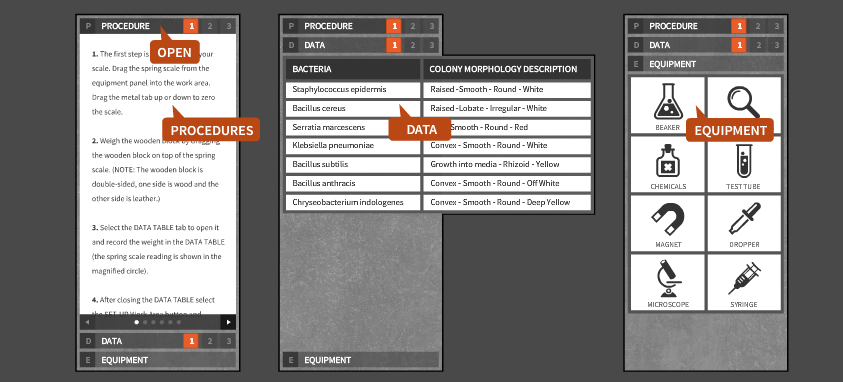 P PROCEDURE 1 2 3
OPEN
1. The first step is your
scale. Drag the spring scale from the
equipment panel into the work area.
Drag the metal tab up or down to zero
the scale.
PROCEDURES
2. Weigh the wooden block by dragging
the wooden block on top of the spring
scale. (NOTE: The wooden block is
double-sided, one side is wood and the
other side is leather.)
3. Select the DATA TABLE tab to open it
and record the weight in the DATA TABLE
(the spring scale reading is shown in the
magnified circle).
4. After closing the DATA TABLE select
D DATA 1 2 3
E EQUIPMENT
P PROCEDURE 1 2 3
D DATA 1 2 3
BACTERIA COLONY MORPHOLOGY DESCRIPTION
Staphylococcus epidermis Raised -Smooth - Round - White
Bacillus cereus Raised -Lobate - Irregular - White
Serratia marcescens Smooth - Round - Red
DATA
Klebsiella pneumoniae Convex - Smooth - Round - White
Bacillus subtilis Growth into media - Rhizoid - Yellow
Bacillus anthracis Convex - Smooth - Round - Off White
Chryseobacterium indologenes Convex - Smooth - Round - Deep Yellow
E EQUIPMENT
P PROCEDURE 1 2 3
D DATA 1 2 3
E EQUIPMENT
BEAKER
EQUIPMENT
CHEMICALS TEST TUBE
MAGNET DROPPER
MICROSCOPE SYRINGE